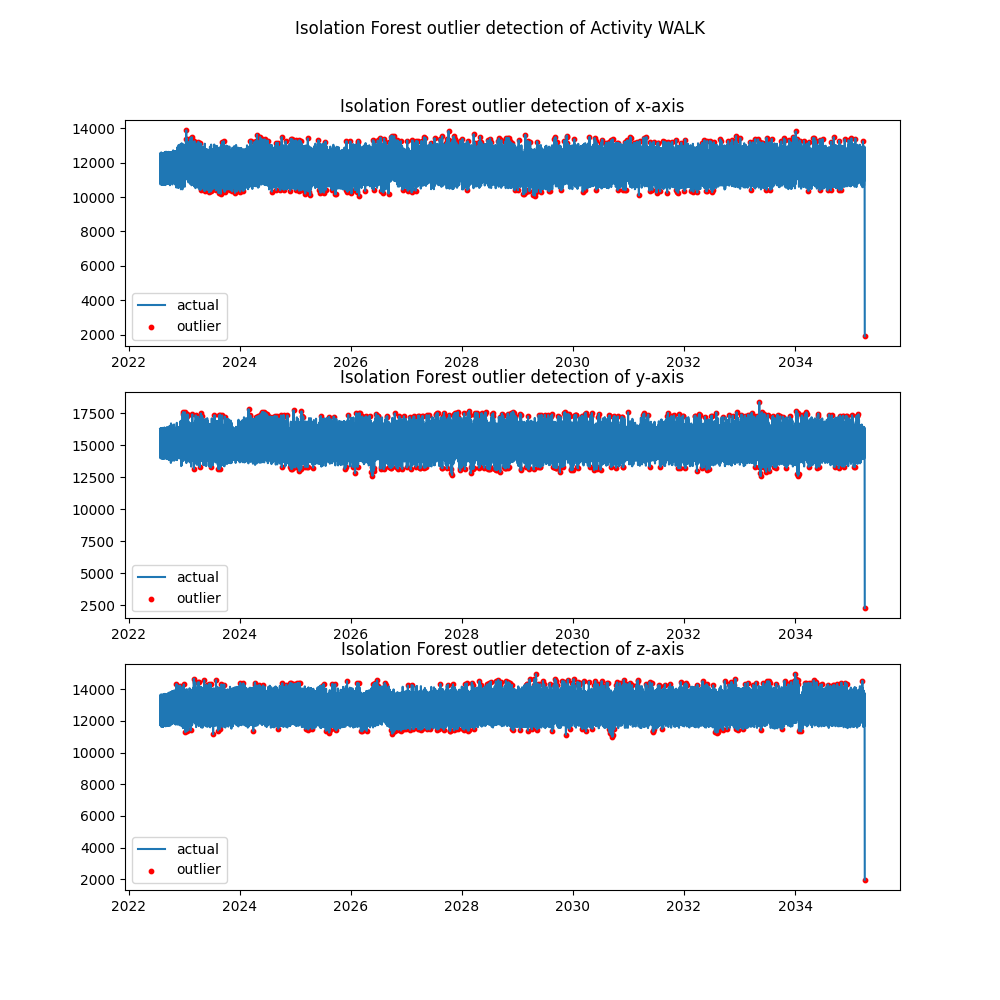 Isolation Forest outlier detection of Activity WALK
Isolation Forest outlier detection of x-axis
14000
12000
10000
8000
6000
4000
2000
actual
outlier
2022 2024 2026 2028 2030 2032 2034
Isolation Forest outlier detection of y-axis
17500
15000
12500
10000
7500
5000
2500
actual
outlier
2022 2024 2026 2028 2030 2032 2034
Isolation Forest outlier detection of z-axis
14000
12000
10000
8000
6000
4000
2000
actual
outlier
2022 2024 2026 2028 2030 2032 2034